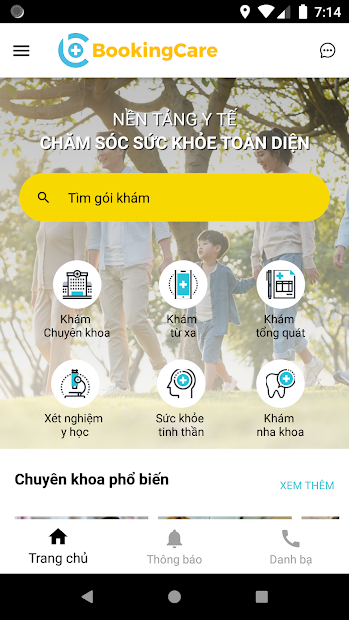 7:14
BookingCare
NỀN TẢNG Y TẾ
CHĂM SÓC SỨC KHỎE TOÀN DIỆN
Tìm gói khám
Khám
Chuyên khoa
Khám
từ xa
Khám
tổng quát
Xét nghiệm
y học
Sức khỏe
tinh thần
Khám
nha khoa
Chuyên khoa phổ biến
XEM THÊM
Trang chủ
Thông báo
Danh bạ